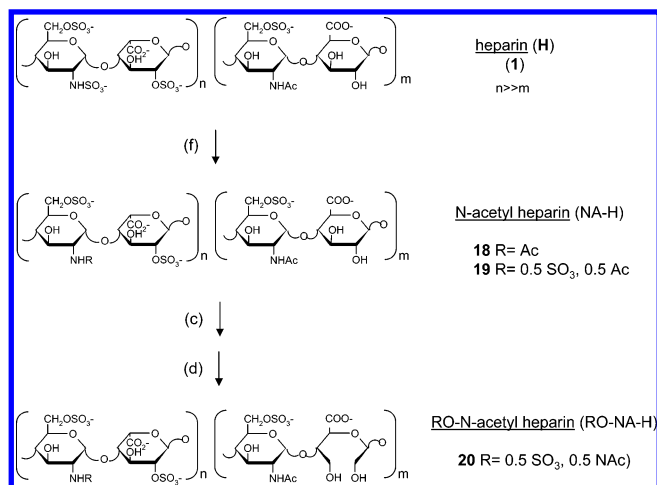 CH2OSO3- CO2- OH OH NHSO3- O OSO3- n
CH2OSO3- COO- OH OH NHAc O OH m
heparin (H)
(1)
n>>m
(f)
CH2OSO3- CO2- OH OH NHR O OSO3- n
CH2OSO3- COO- OH OH NHAc O OH m
N-acetyl heparin (NA-H)
18 R= Ac
19 R= 0.5 SO3, 0.5 Ac
(c)
(d)
CH2OSO3- CO2- OH OH NHR O OSO3- n
CH2OSO3- COO- OH NHAc O OH OH m
RO-N-acetyl heparin (RO-NA-H)
20 R= 0.5 SO3, 0.5 NAc)